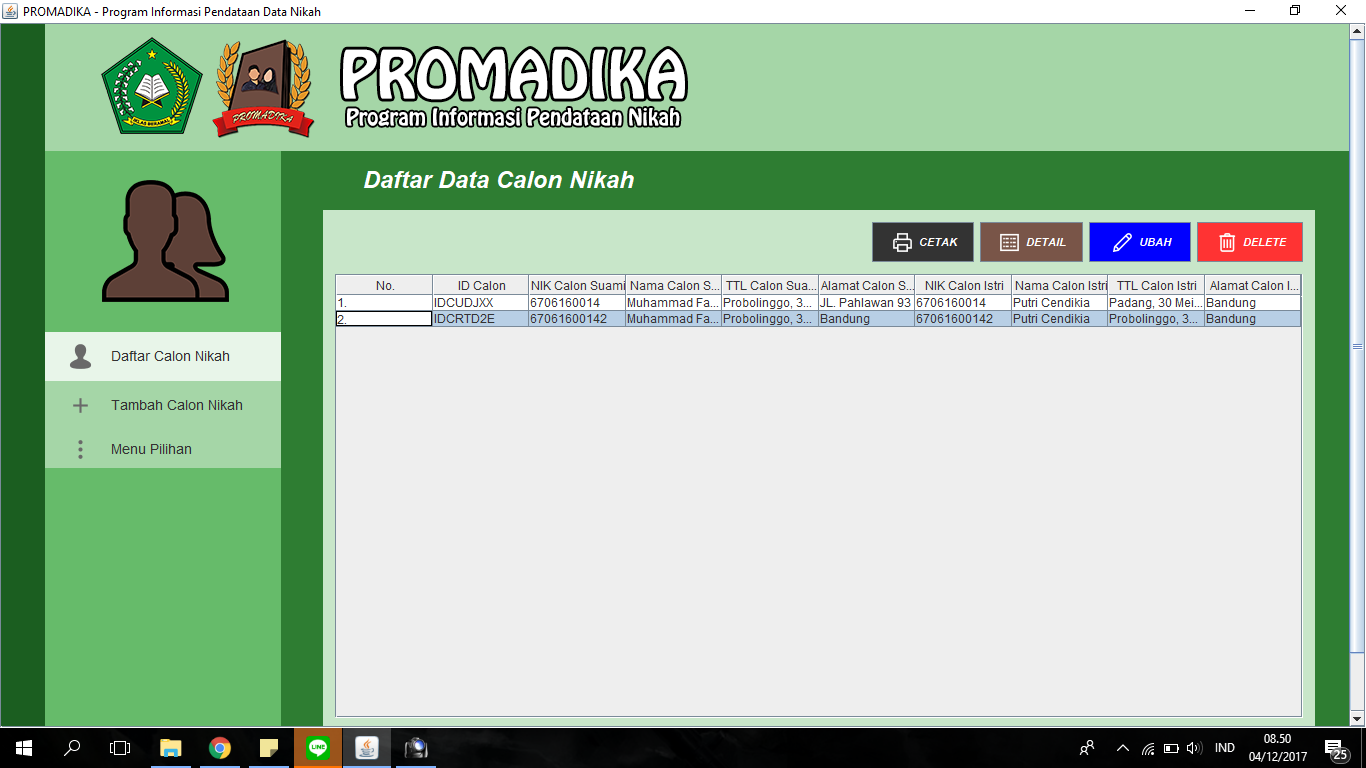 PROMADIKA - Program Informasi Pendataan Data Nikah
PROMADIKA
Program Informasi Pendataan Nikah
IKHLAS BERAMAL
PROMADIKA
Daftar Data Calon Nikah
CETAK DETAIL UBAH DELETE
No. ID Calon NIK Calon Suami Nama Calon S... TTL Calon Sua... Alamat Calon S... NIK Calon Istri Nama Calon Istri TTL Calon Istri Alamat Calon I...
1. IDCUDJXX 6706160014 Muhammad Fa... Probolinggo, 3... JL. Pahlawan 93 6706160014 Putri Cendikia Padang, 30 Mei... Bandung
2. IDCRTD2E 67061600142 Muhammad Fa... Probolinggo, 3... Bandung 67061600142 Putri Cendikia Probolinggo, 3... Bandung
Daftar Calon Nikah
Tambah Calon Nikah
Menu Pilihan
LINE
IND
08.50
04/12/2017
25